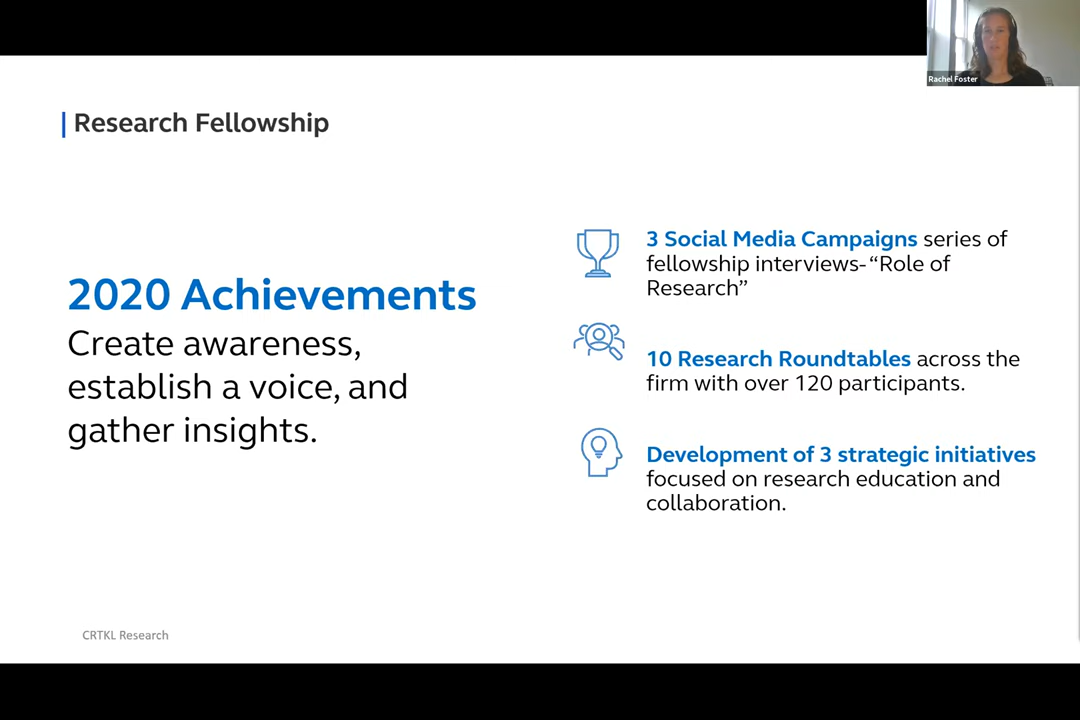 Rachel Foster
Research Fellowship
2020 Achievements
Create awareness,
establish a voice, and
gather insights.
3 Social Media Campaigns series of
fellowship interviews-“Role of
Research”
10 Research Roundtables across the
firm with over 120 participants.
Development of 3 strategic initiatives
focused on research education and
collaboration.
CRTKL Research